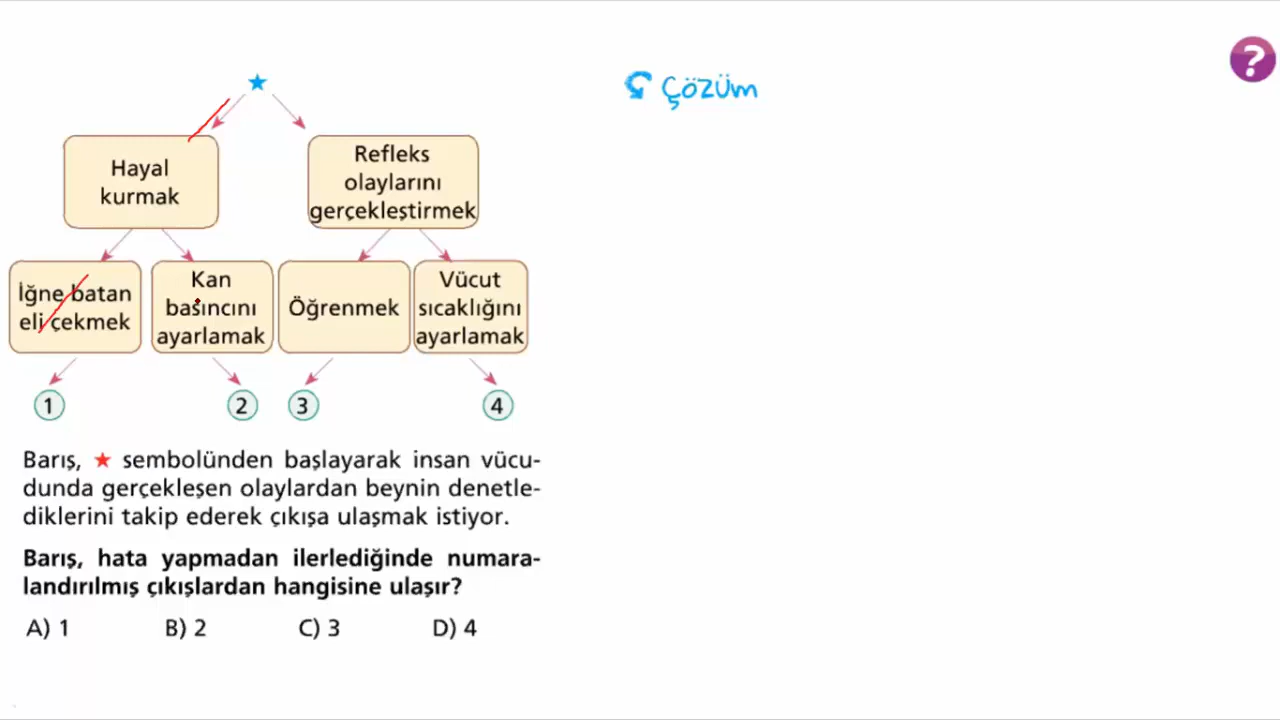 ?
Çözüm
Hayal
kurmak
Refleks
olaylarını
gerçekleştirmek
İğne batan
eli çekmek
Kan
basıncını
ayarlamak
Öğrenmek
Vücut
sıcaklığını
ayarlamak
1
2
3
4
Barış, ★ sembolünden başlayarak insan vücu-
dunda gerçekleşen olaylardan beynin denetle-
diklerini takip ederek çıkışa ulaşmak istiyor.
Barış, hata yapmadan ilerlediğinde numara-
landırılmış çıkışlardan hangisine ulaşır?
A) 1 B) 2 C) 3 D) 4